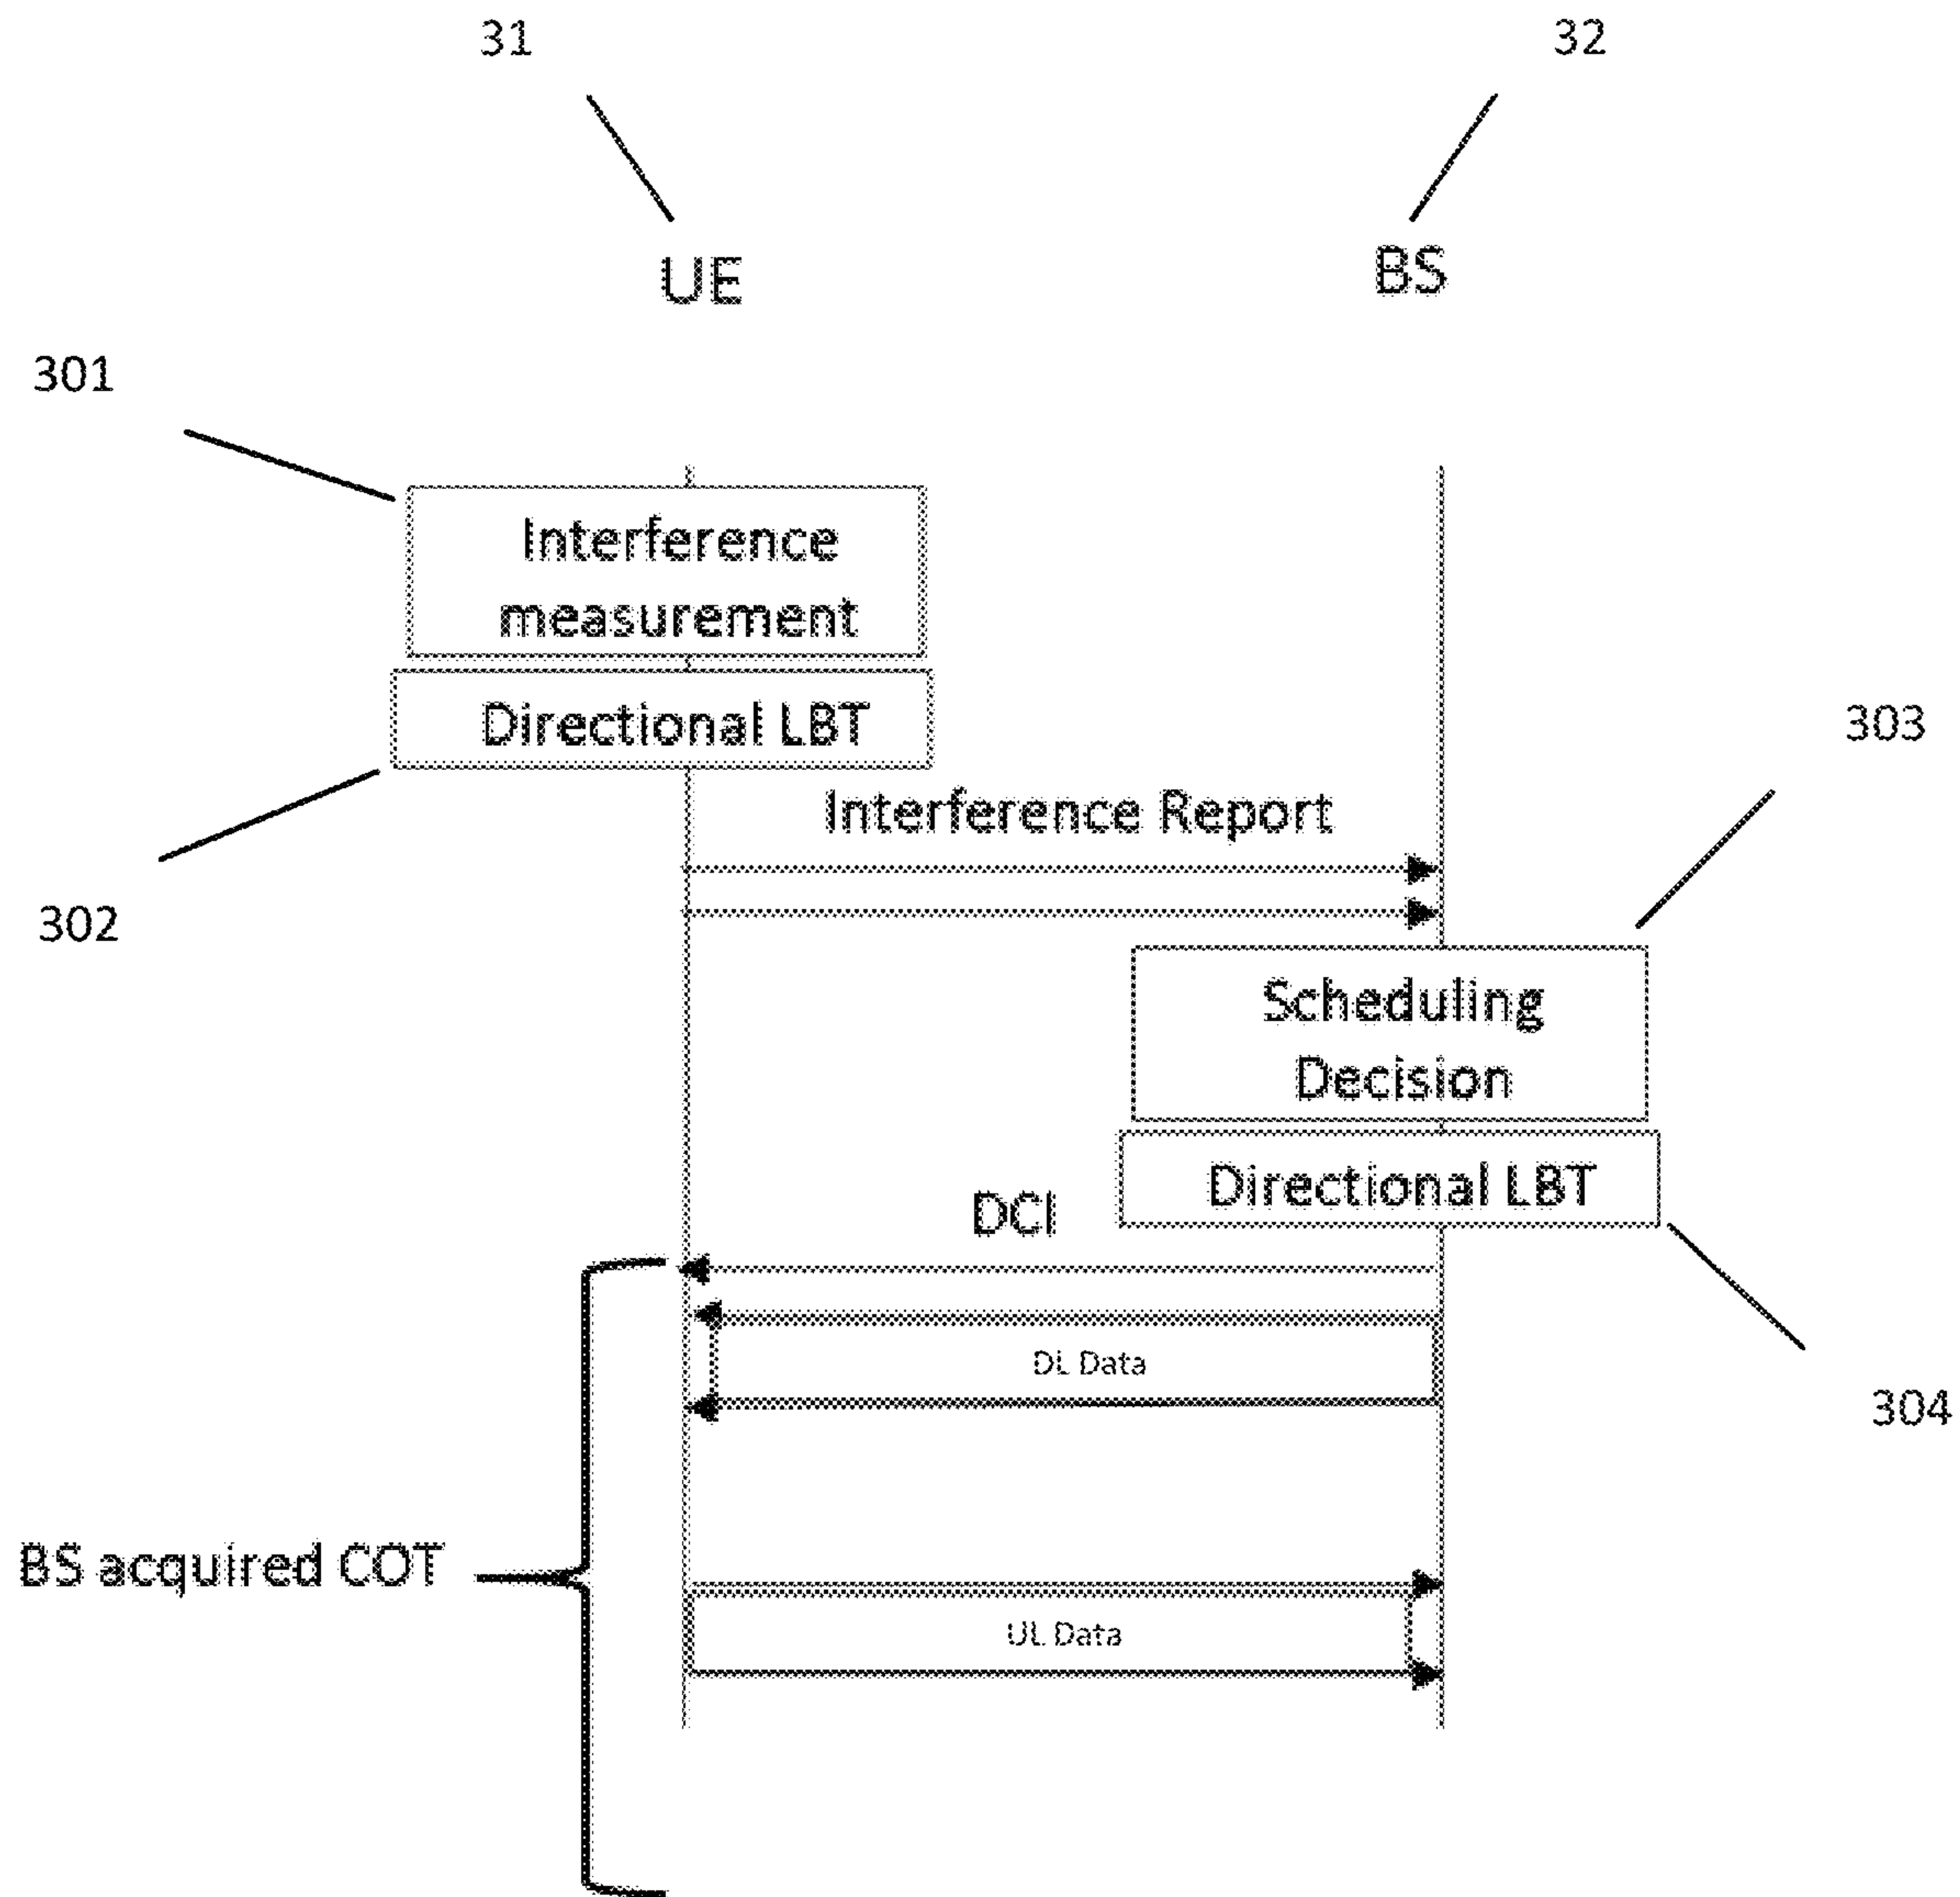 31
32
UE
BS
301
Interference
measurement
Directional LBT
303
Interference Report
302
Scheduling
Decision
Directional LBT
DCI
DL Data
304
BS acquired COT
UL Data